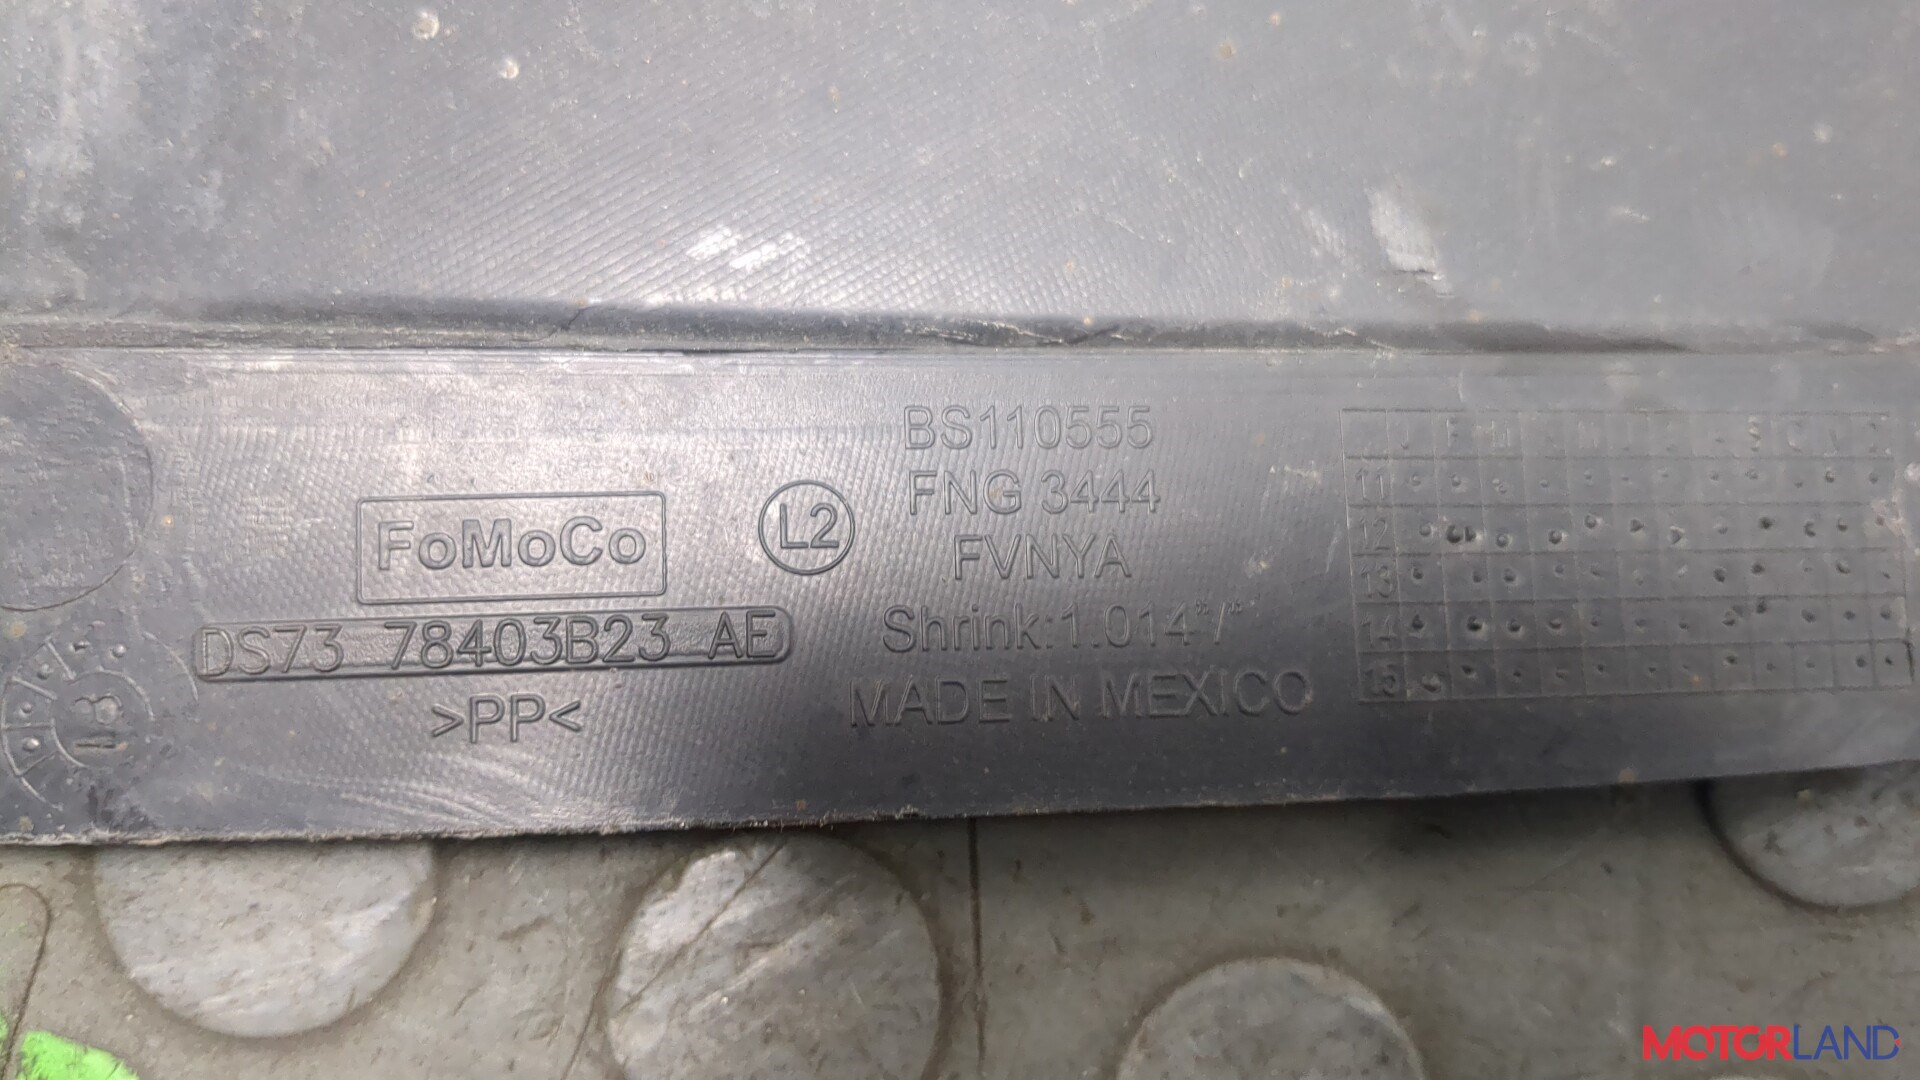 BS110555
FNG 3444
FVNYA
FoMoCo
L2
DS73 78403B23 AE
Shrink:1.014"/"
>PP<
MADE IN MEXICO
11
12
13
14
15
18
MOTORLAND